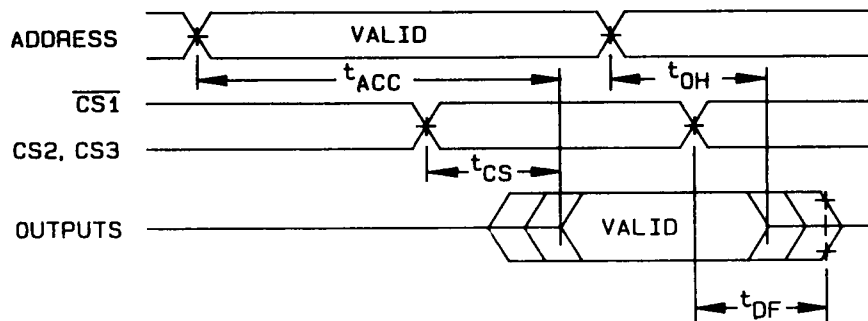 ADDRESS VALID
tACC tOH
CS1
CS2, CS3
tCS
OUTPUTS VALID
tDF